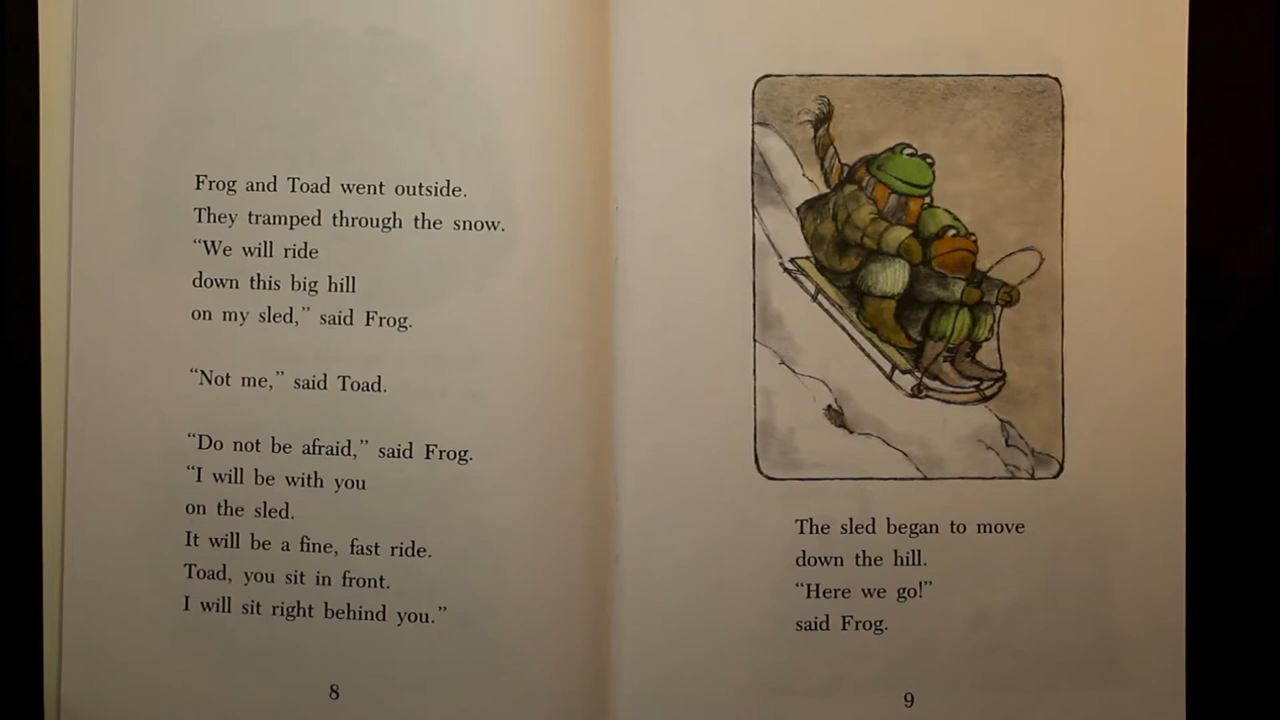 Frog and Toad went outside.
They tramped through the snow.
“We will ride
down this big hill
on my sled,” said Frog.
“Not me,” said Toad.
“Do not be afraid,” said Frog.
“I will be with you
on the sled.
It will be a fine, fast ride.
Toad, you sit in front.
I will sit right behind you.”
8
The sled began to move
down the hill.
“Here we go!”
said Frog.
9